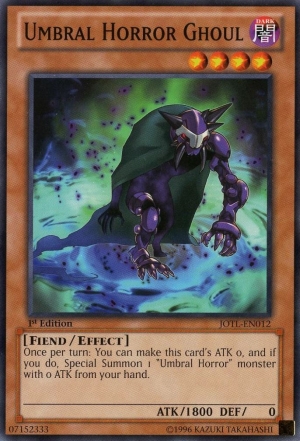 UMBRAL HORROR GHOUL
DARK
闇
1st Edition
JOTL-EN012
[FIEND / EFFECT]
Once per turn: You can make this card's ATK 0, and if
you do, Special Summon 1 "Umbral Horror" monster
with 0 ATK from your hand.
ATK/1800 DEF/ 0
07152333
©1996 KAZUKI TAKAHASHI